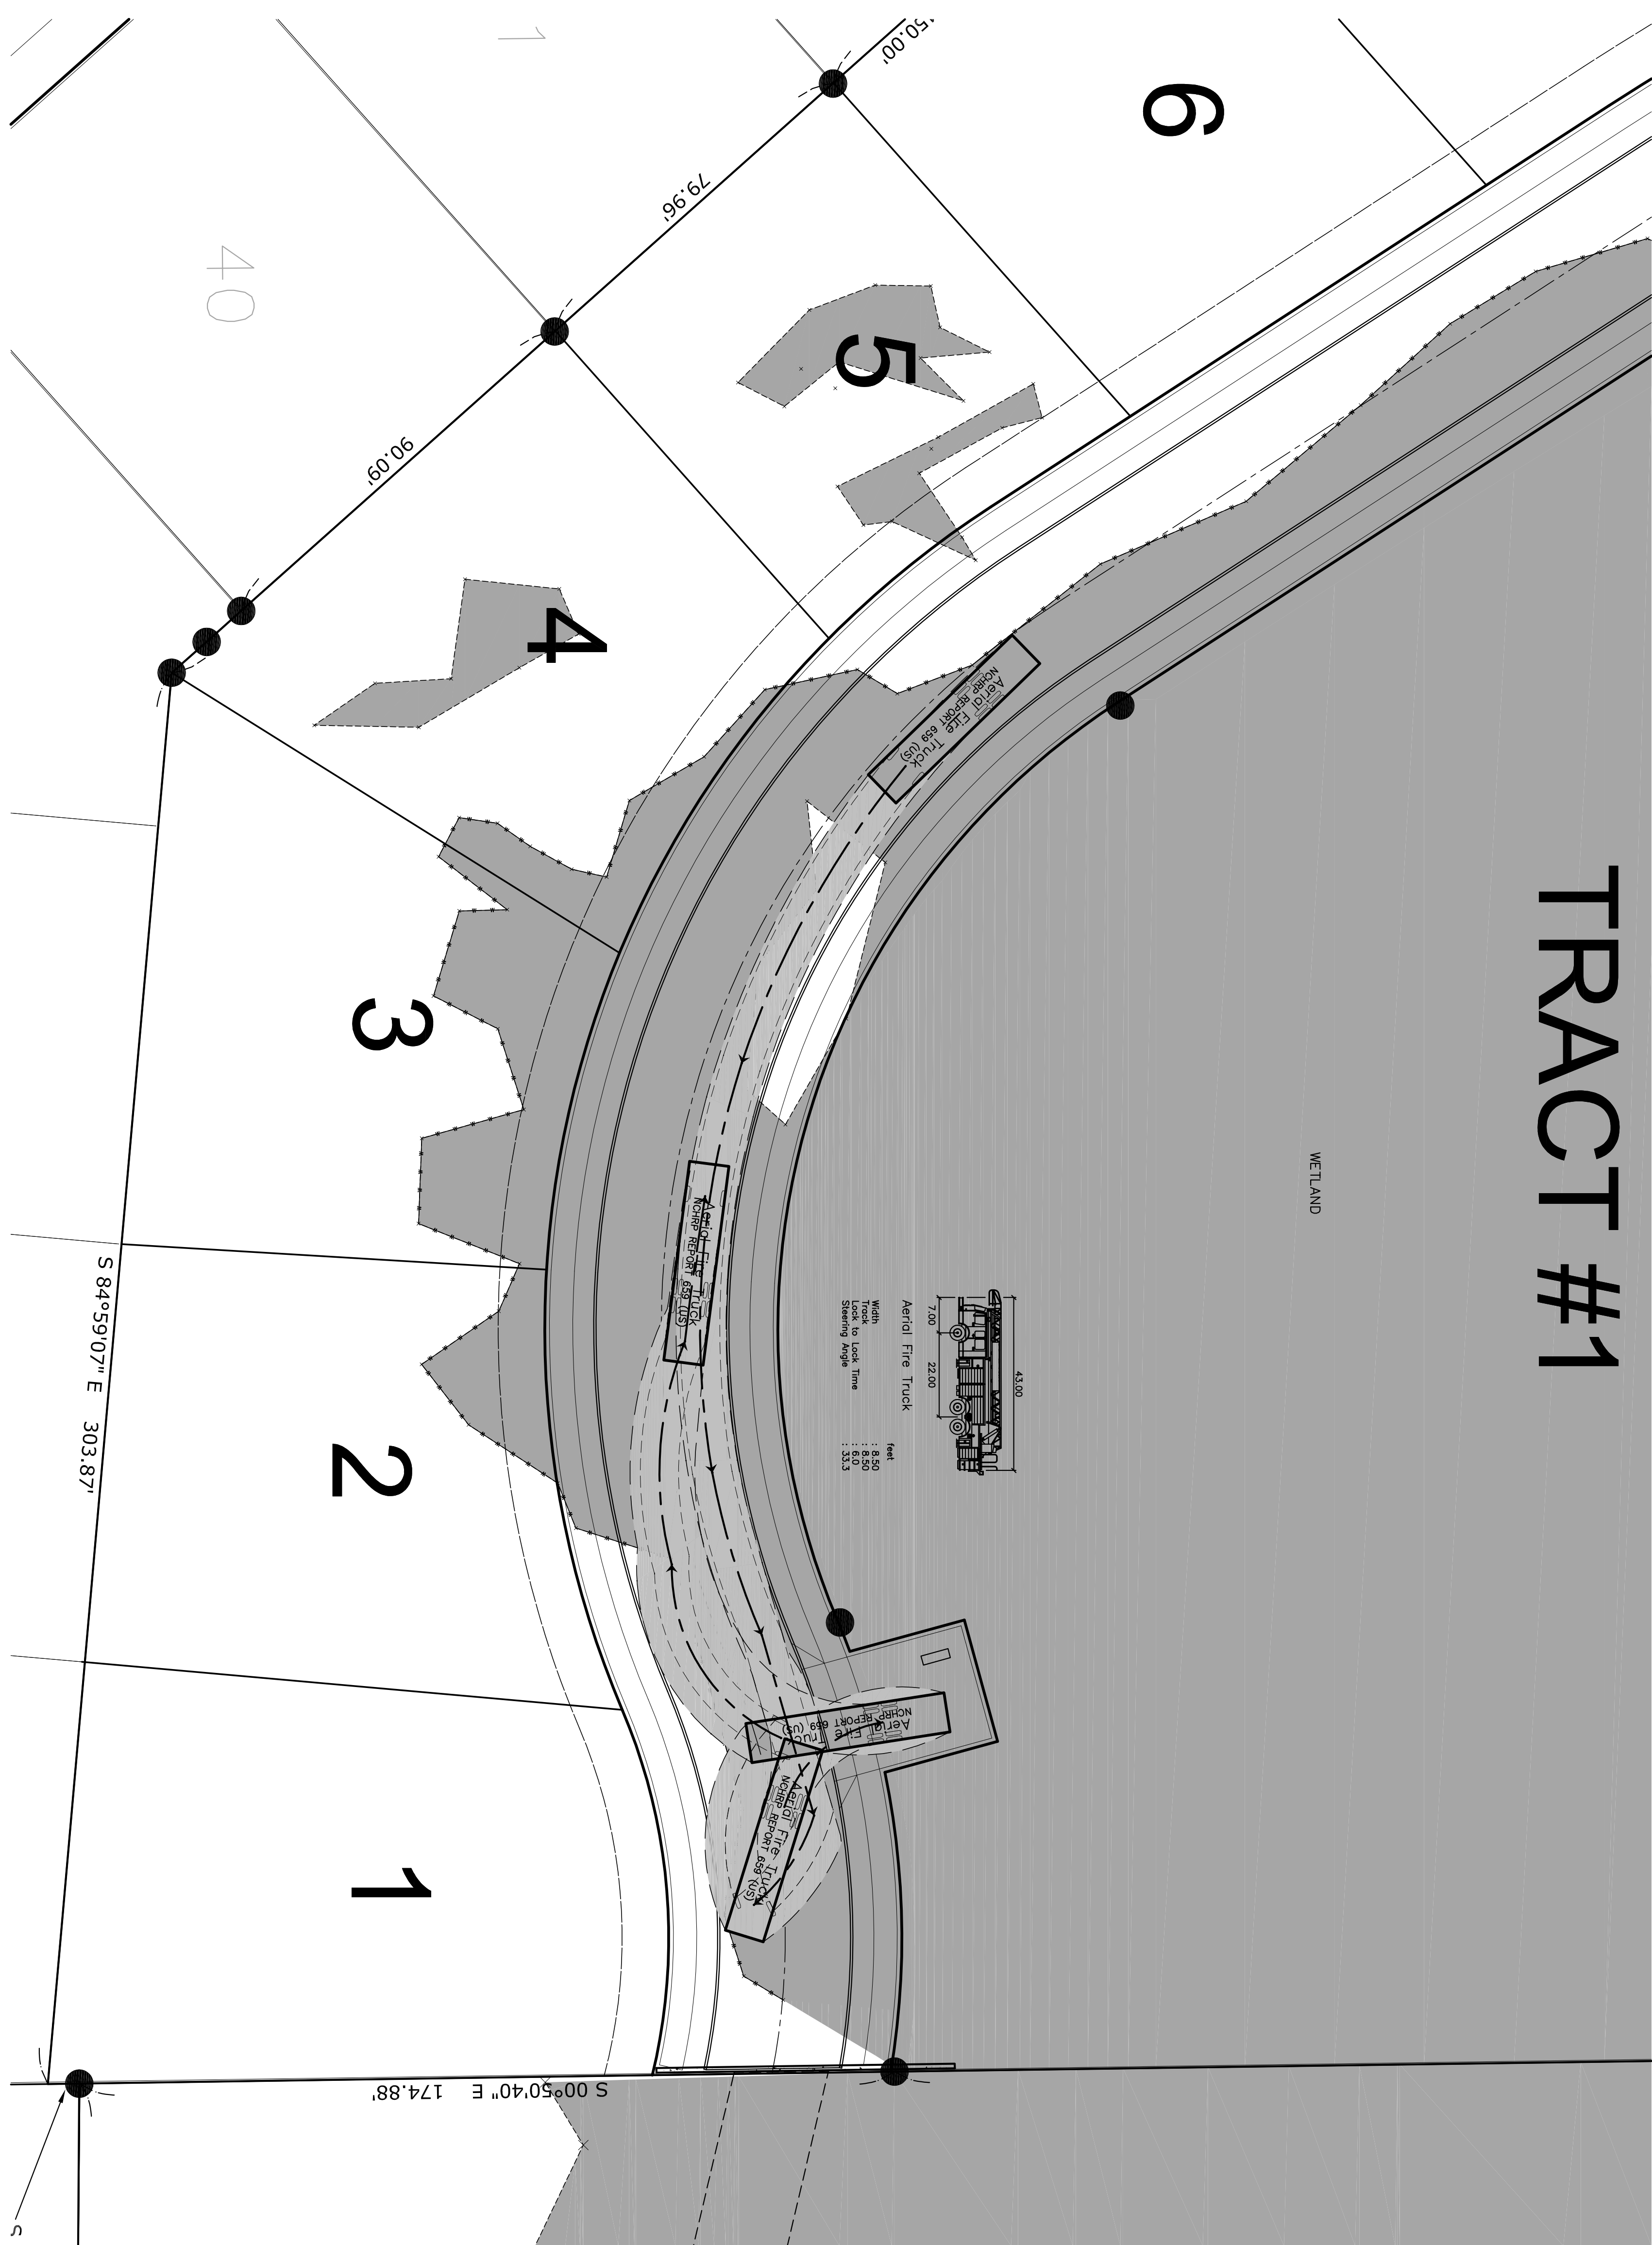 TRACT #1
WETLAND
43.00
7.00
22.00
Aerial Fire Truck
feet
Width : 8.50
Track : 8.50
Lock to Lock Time : 6.0
Steering Angle : 33.3
Aerial Fire Truck
NCHRP REPORT 659 (US)
Aerial Fire Truck
NCHRP REPORT 659 (US)
Aerial Fire Truck
NCHRP REPORT 659 (US)
Aerial Fire Truck
NCHRP REPORT 659 (US)
6
5
4
3
2
1
50.00'
79.96'
90.09'
40
1
S 84°59'07" E 303.87'
S 00°50'40" E 174.88'
S